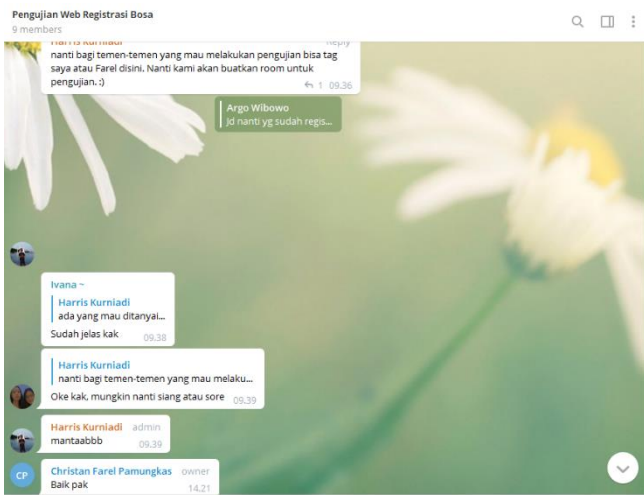 Pengujian Web Registrasi Bosa
9 members
Harris Kurniadi Reply
nanti bagi temen-temen yang mau melakukan pengujian bisa tag
saya atau Farel disini. Nanti kami akan buatkan room untuk
pengujian. :)
1 09.36
Argo Wibowo
Jd nanti yg sudah regis...
Ivana ~
Harris Kurniadi
ada yang mau ditanyai...
Sudah jelas kak 09.38
Harris Kurniadi
nanti bagi temen-temen yang mau melaku...
Oke kak, mungkin nanti siang atau sore 09.39
Harris Kurniadi admin
mantaabbb
09.39
CP
Christan Farel Pamungkas owner
Baik pak
14.21